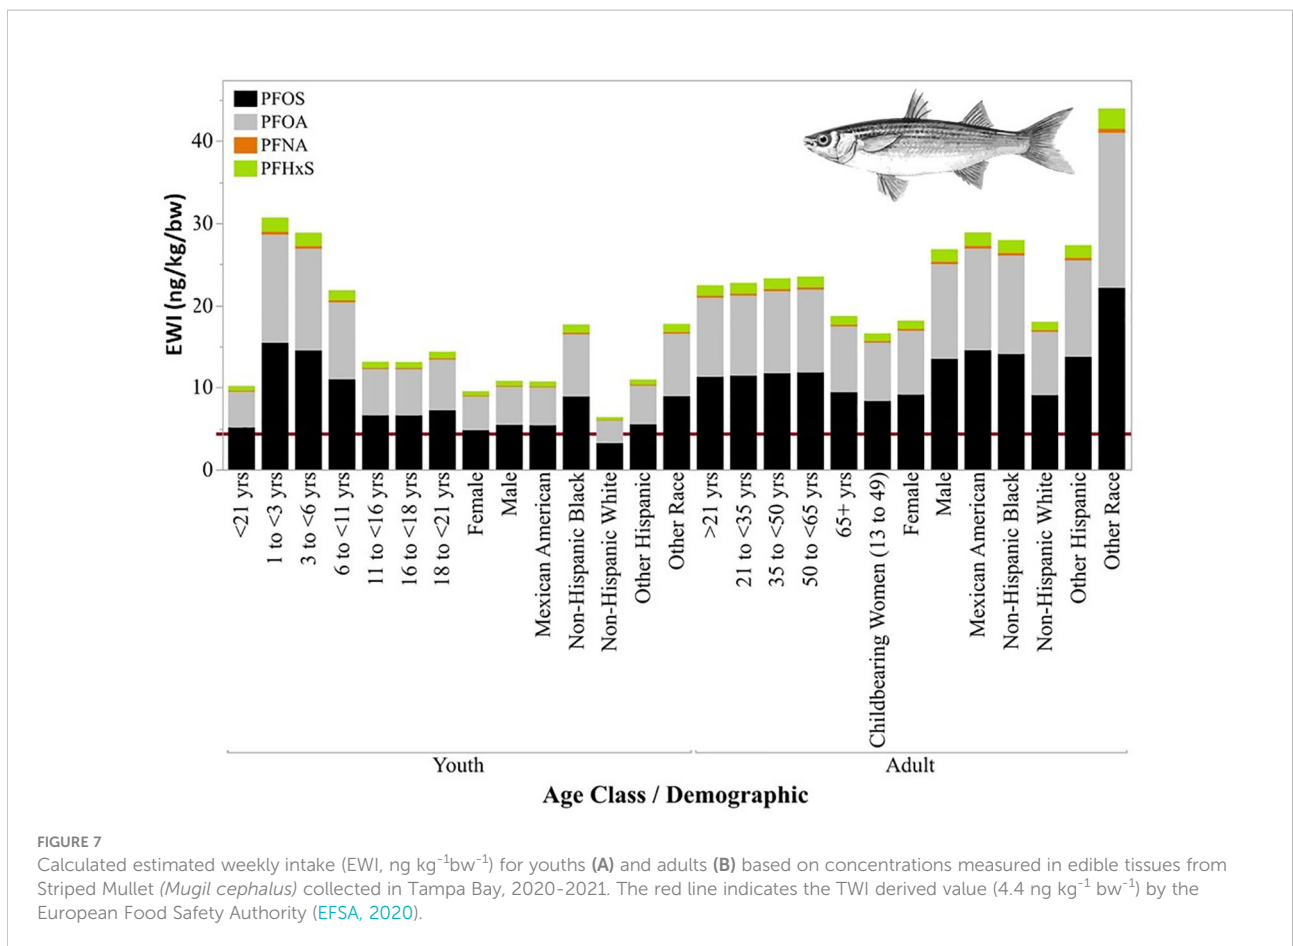 PFOS
PFOA
PFNA
PFHxS
EWI (ng/kg/bw)
40
30
20
10
0
<21 yrs
1 to <3 yrs
3 to <6 yrs
6 to <11 yrs
11 to <16 yrs
16 to <18 yrs
18 to <21 yrs
Female
Male
Mexican American
Non-Hispanic Black
Non-Hispanic White
Other Hispanic
Other Race
>21 yrs
21 to <35 yrs
35 to <50 yrs
50 to <65 yrs
65+ yrs
Childbearing Women (13 to 49)
Female
Male
Mexican American
Non-Hispanic Black
Non-Hispanic White
Other Hispanic
Other Race
Youth
Adult
Age Class / Demographic
FIGURE 7
Calculated estimated weekly intake (EWI, ng kg⁻¹bw⁻¹) for youths (A) and adults (B) based on concentrations measured in edible tissues from
Striped Mullet (Mugil cephalus) collected in Tampa Bay, 2020-2021. The red line indicates the TWI derived value (4.4 ng kg⁻¹ bw⁻¹) by the
European Food Safety Authority (EFSA, 2020).